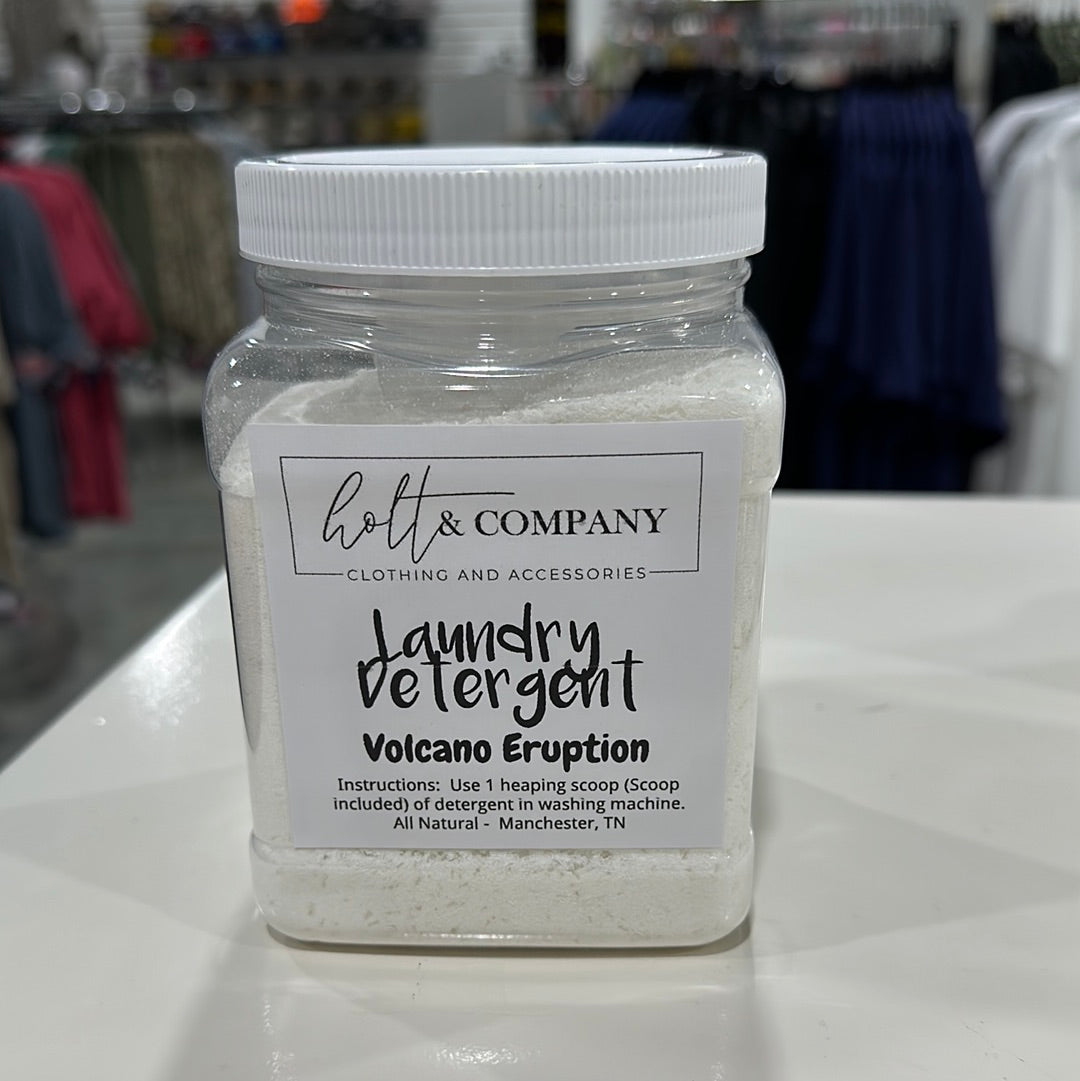 holt & COMPANY
CLOTHING AND ACCESSORIES
Laundry
Detergent
Volcano Eruption
Instructions: Use 1 heaping scoop (Scoop
included) of detergent in washing machine.
All Natural - Manchester, TN